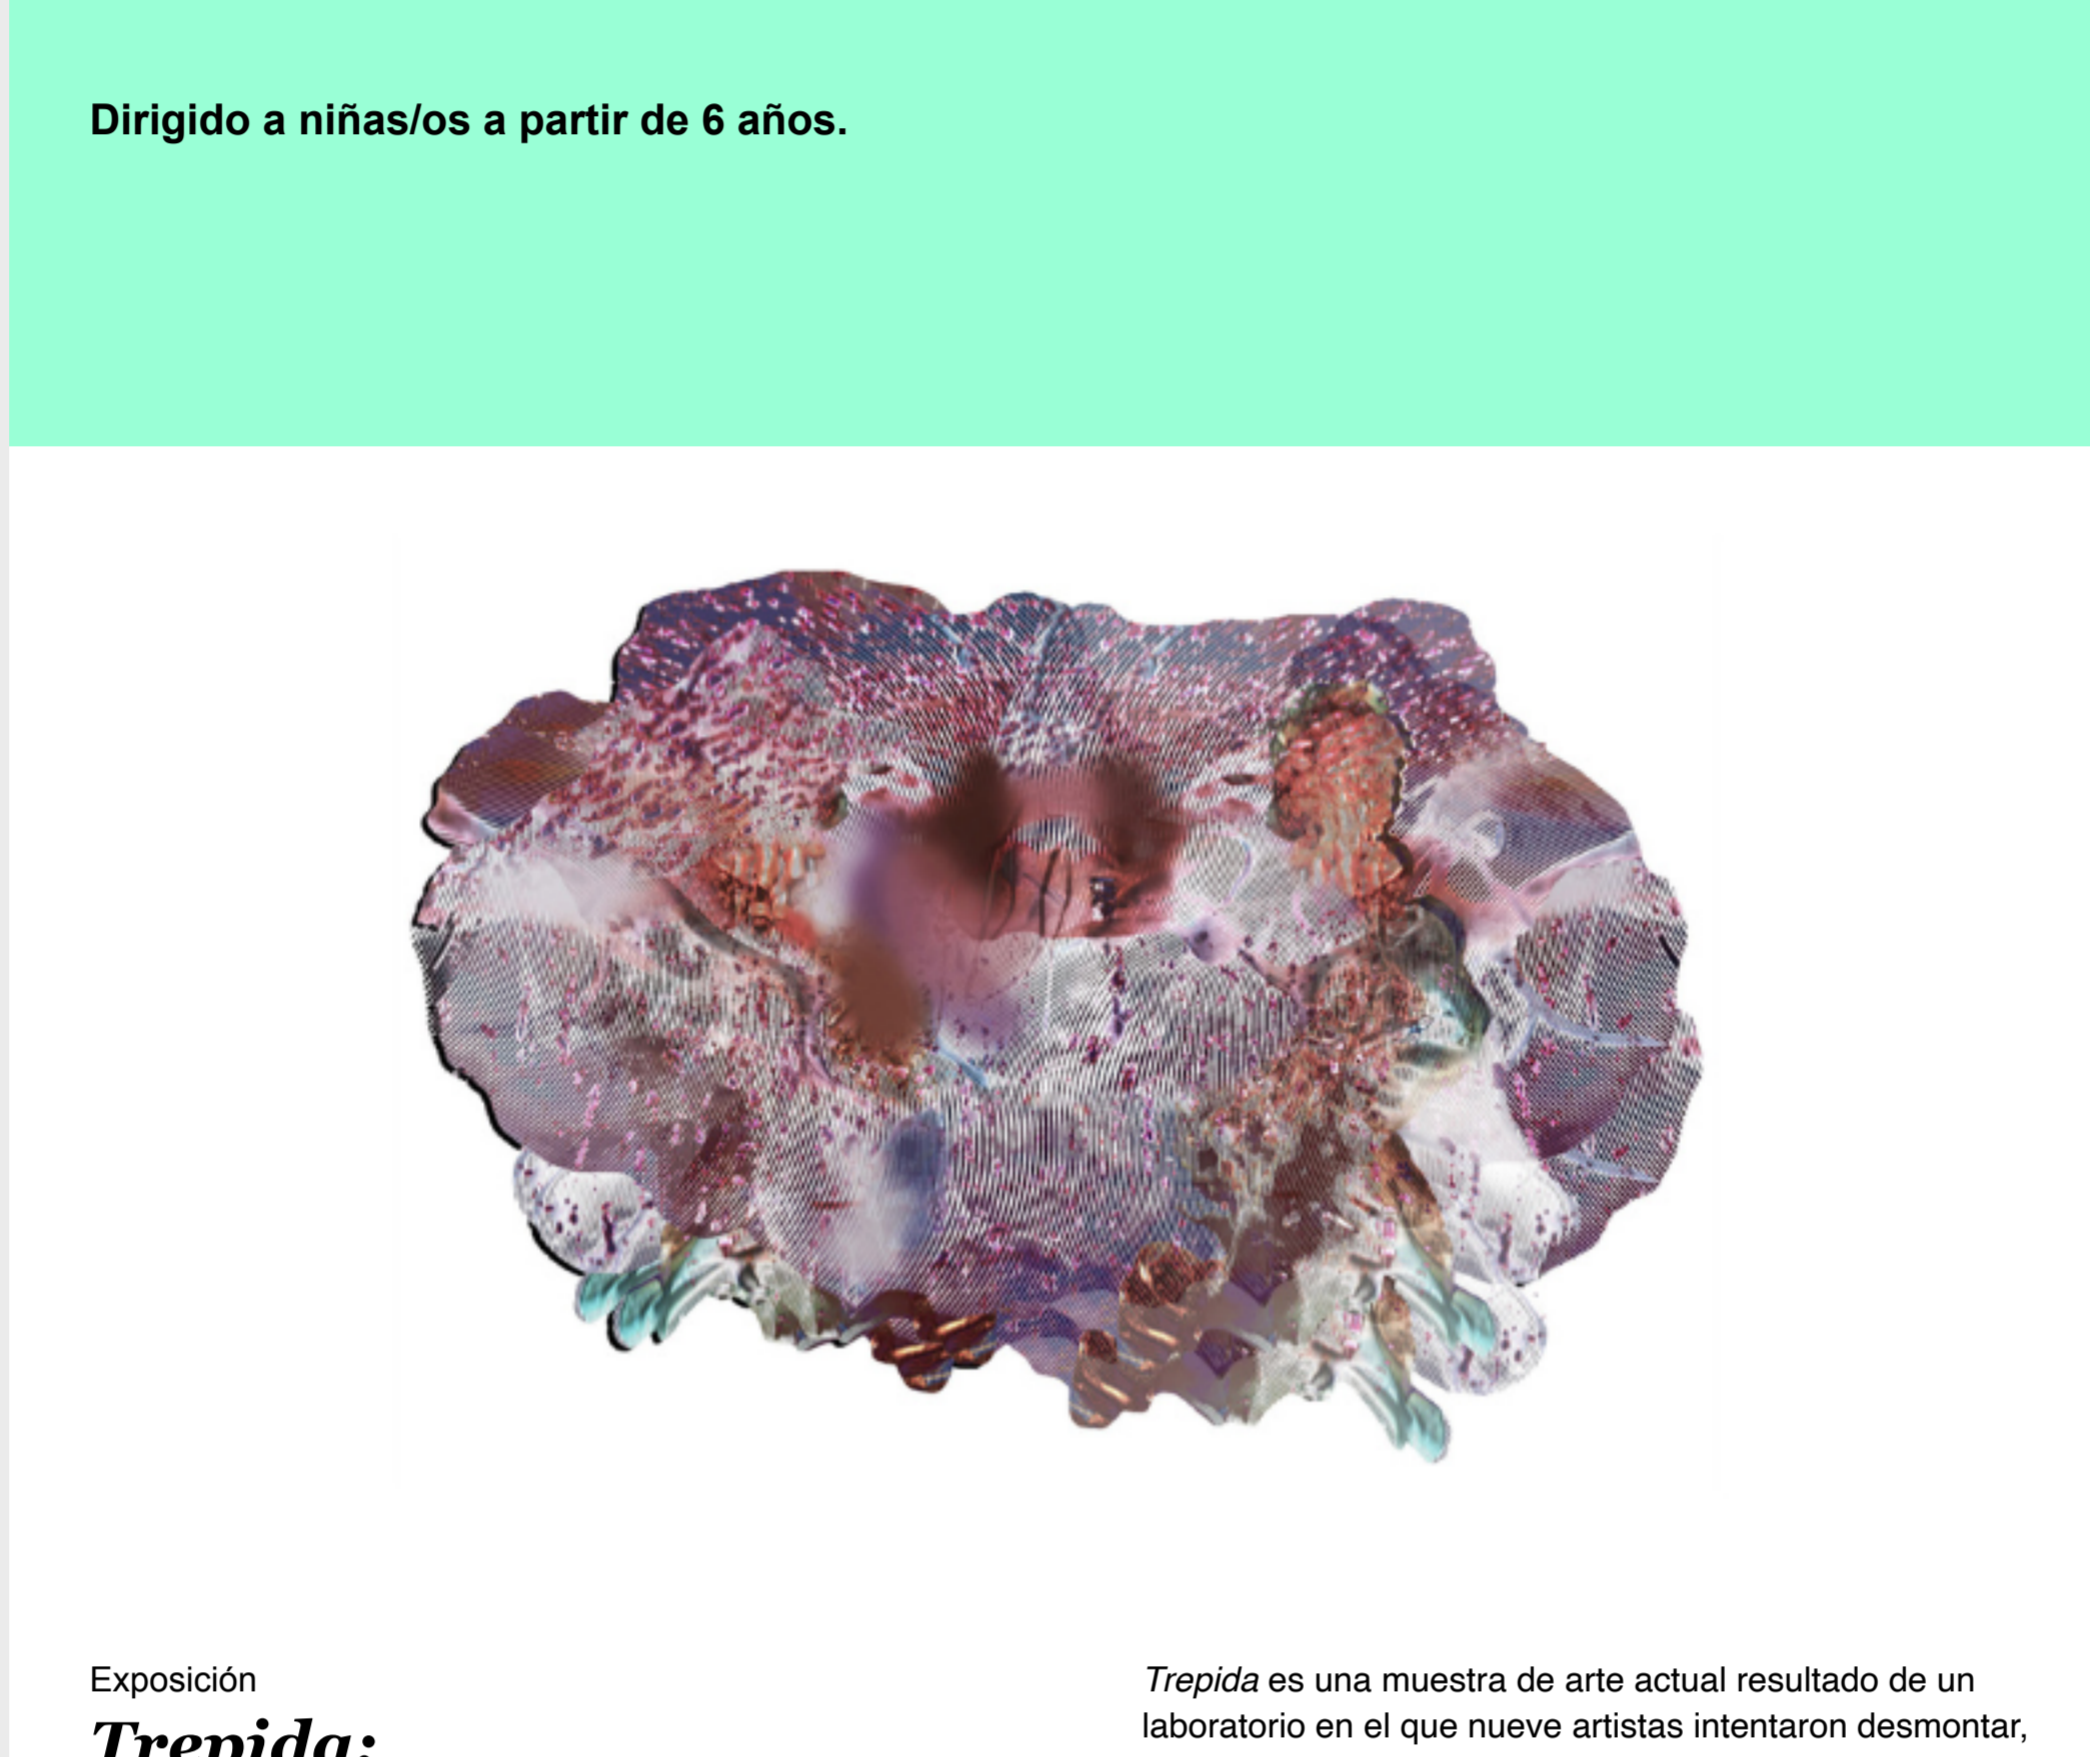 Dirigido a niñas/os a partir de 6 años.
Exposición
Trepida:
Trepida es una muestra de arte actual resultado de un
laboratorio en el que nueve artistas intentaron desmontar,